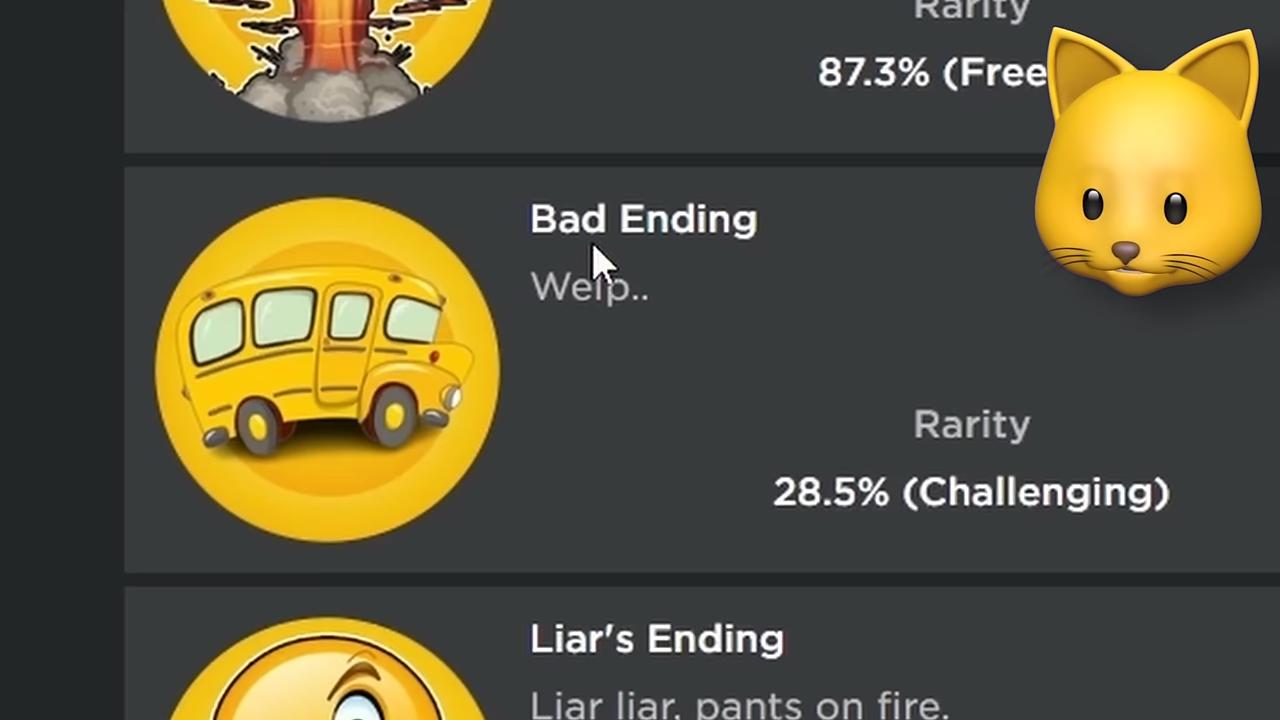 Rarity
87.3% (Free
Bad Ending
Welp..
Rarity
28.5% (Challenging)
Liar's Ending
Liar liar, pants on fire.